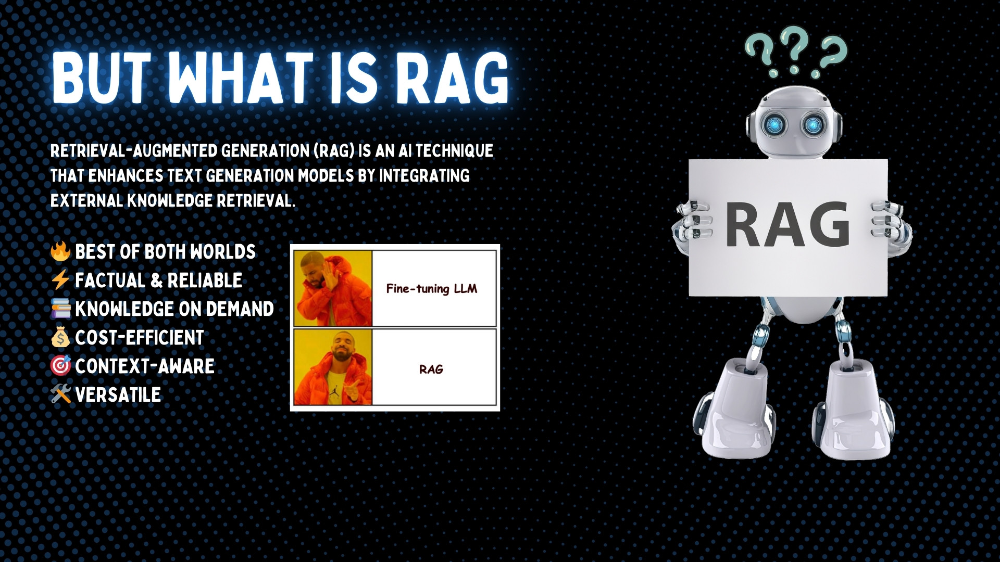 BUT WHAT IS RAG
RETRIEVAL-AUGMENTED GENERATION (RAG) IS AN AI TECHNIQUE
THAT ENHANCES TEXT GENERATION MODELS BY INTEGRATING
EXTERNAL KNOWLEDGE RETRIEVAL.
🔥 BEST OF BOTH WORLDS
⚡ FACTUAL & RELIABLE
📚 KNOWLEDGE ON DEMAND
💰 COST-EFFICIENT
🎯 CONTEXT-AWARE
🛠 VERSATILE
Fine-tuning LLM
RAG
???
RAG